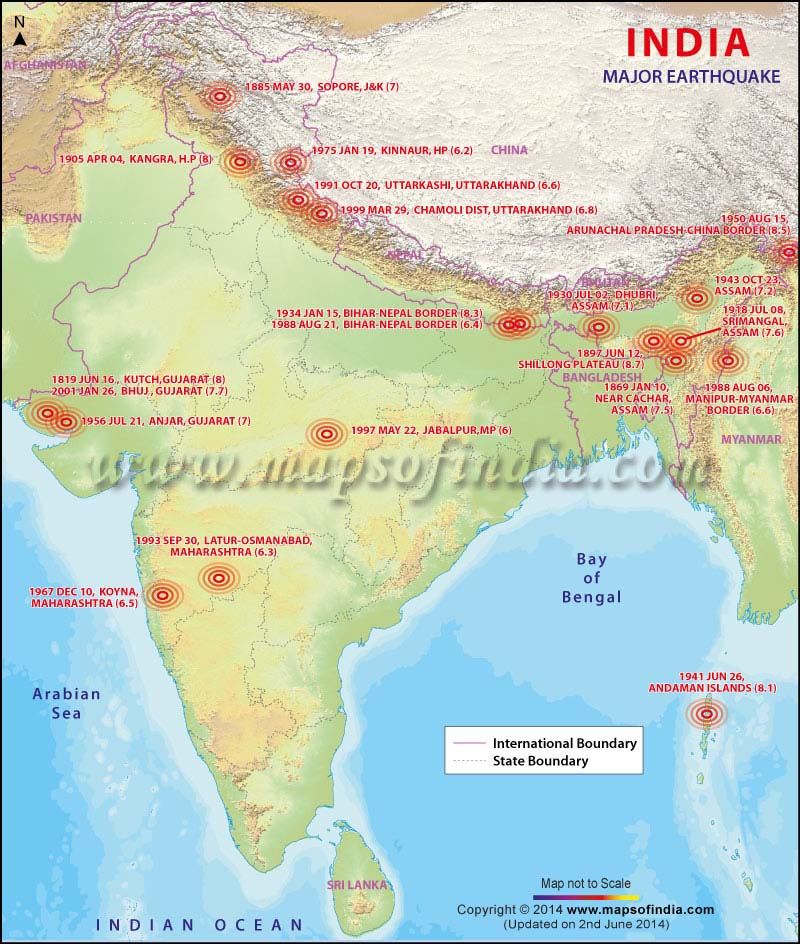 N
INDIA
MAJOR EARTHQUAKE
AFGHANISTAN
1885 MAY 30, SOPORE, J&K (7)
1905 APR 04, KANGRA, H.P (8)
1975 JAN 19, KINNAUR, HP (6.2)
CHINA
1991 OCT 20, UTTARKASHI, UTTARAKHAND (6.6)
1999 MAR 29, CHAMOLI DIST, UTTARAKHAND (6.8)
PAKISTAN
1950 AUG 15,
ARUNACHAL PRADESH-CHINA BORDER (8.5)
NEPAL
BHUTAN
1943 OCT 23,
ASSAM (7.2)
1930 JUL 02, DHUBRI,
ASSAM (7.1)
1934 JAN 15, BIHAR-NEPAL BORDER (8.3)
1988 AUG 21, BIHAR-NEPAL BORDER (6.4)
1918 JUL 08,
SRIMANGAL,
ASSAM (7.6)
1897 JUN 12,
SHILLONG PLATEAU (8.7)
BANGLADESH
1869 JAN 10,
NEAR CACHAR,
ASSAM (7.5)
1988 AUG 06,
MANIPUR-MYANMAR
BORDER (6.6)
MYANMAR
1819 JUN 16, KUTCH, GUJARAT (8)
2001 JAN 26, BHUJ, GUJARAT (7.7)
1956 JUL 21, ANJAR, GUJARAT (7)
1997 MAY 22, JABALPUR, MP (6)
www.mapsofindia.com
1993 SEP 30, LATUR-OSMANABAD,
MAHARASHTRA (6.3)
1967 DEC 10, KOYNA,
MAHARASHTRA (6.5)
Bay
of
Bengal
Arabian
Sea
1941 JUN 26,
ANDAMAN ISLANDS (8.1)
International Boundary
State Boundary
SRI LANKA
INDIAN OCEAN
Map not to Scale
Copyright © 2014 www.mapsofindia.com
(Updated on 2nd June 2014)